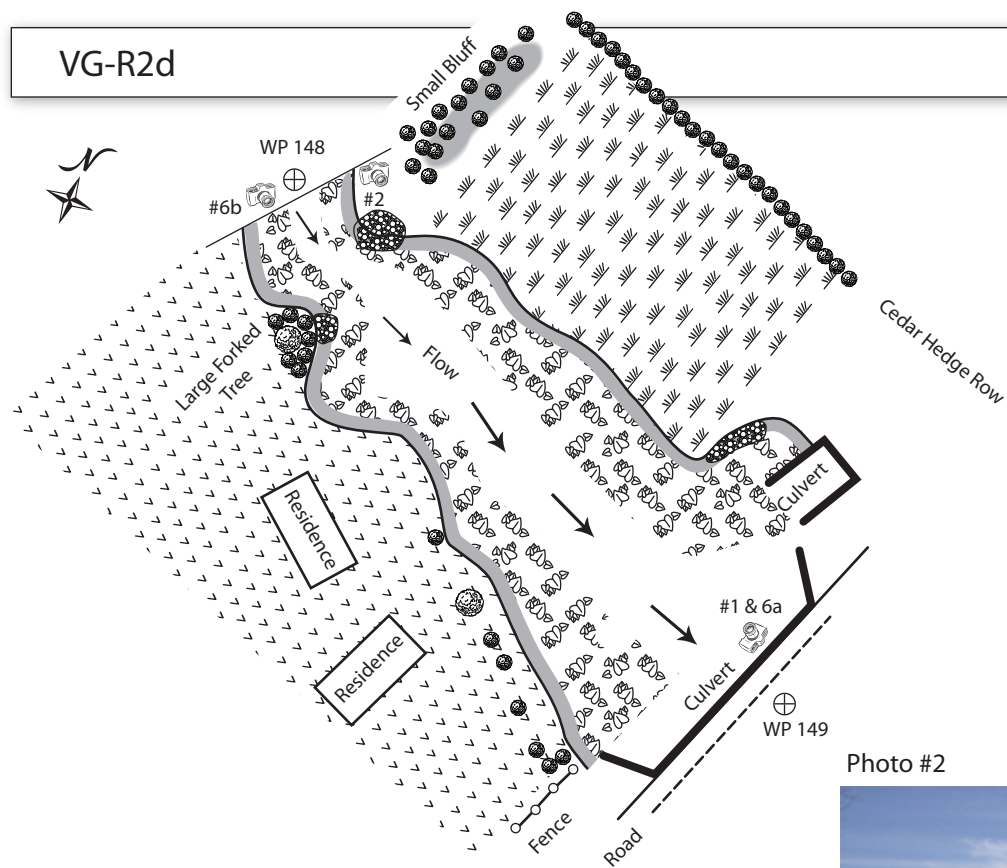 VG-R2d
Small Bluff
N
WP 148
#6b
#2
Cedar Hedge Row
Large Forked
Tree
Flow
Culvert
Residence
Residence
#1 & 6a
Culvert
WP 149
Fence
Road
Photo #2